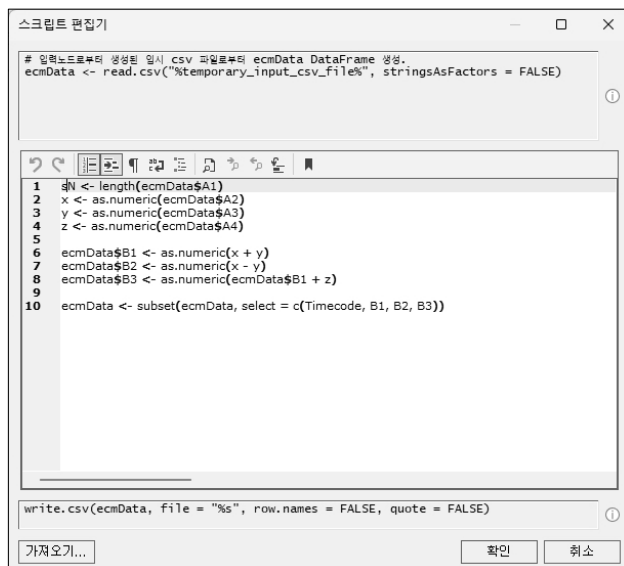 스크립트 편집기
# 입력노드로부터 생성된 임시 csv 파일로부터 ecmData DataFrame 생성.
ecmData <- read.csv("%temporary_input_csv_file%", stringsAsFactors = FALSE)
1 sN <- length(ecmData$A1)
2 x <- as.numeric(ecmData$A2)
3 y <- as.numeric(ecmData$A3)
4 z <- as.numeric(ecmData$A4)
5
6 ecmData$B1 <- as.numeric(x + y)
7 ecmData$B2 <- as.numeric(x - y)
8 ecmData$B3 <- as.numeric(ecmData$B1 + z)
9
10 ecmData <- subset(ecmData, select = c(Timecode, B1, B2, B3))
write.csv(ecmData, file = "%s", row.names = FALSE, quote = FALSE)
가져오기... 확인 취소